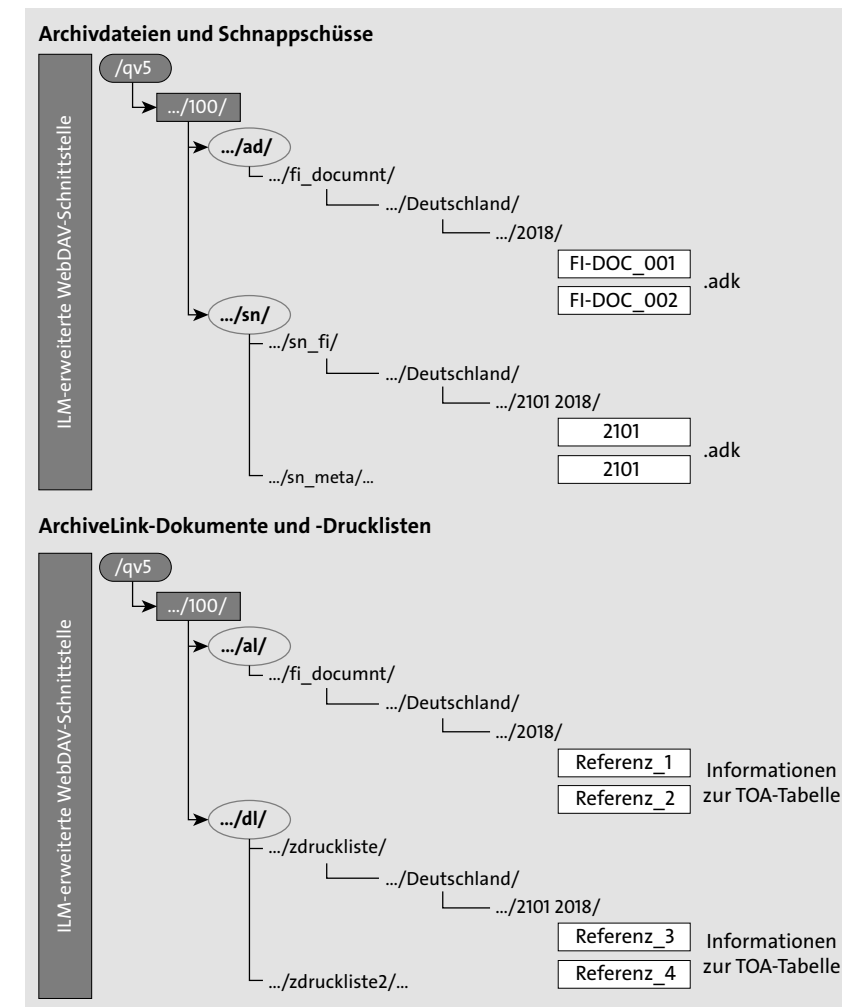 Archivdateien und Schnappschüsse
ILM-erweiterte WebDAV-Schnittstelle
/qv5
.../100/
.../ad/
.../fi_documnt/
.../Deutschland/
.../2018/
FI-DOC_001
FI-DOC_002
.adk
.../sn/
.../sn_fi/
.../Deutschland/
.../2101 2018/
2101
2101
.adk
.../sn_meta/...
ArchiveLink-Dokumente und -Drucklisten
ILM-erweiterte WebDAV-Schnittstelle
/qv5
.../100/
.../al/
.../fi_documnt/
.../Deutschland/
.../2018/
Referenz_1
Referenz_2
Informationen
zur TOA-Tabelle
.../dl/
.../zdruckliste/
.../Deutschland/
.../2101 2018/
Referenz_3
Referenz_4
Informationen
zur TOA-Tabelle
.../zdruckliste2/...